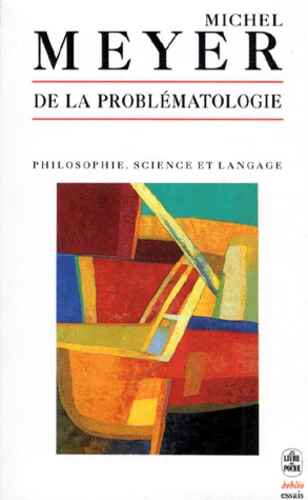 MICHEL
MEYER
DE LA PROBLÉMATOLOGIE
PHILOSOPHIE, SCIENCE ET LANGAGE
LE LIVRE
DE POCHE
biblio
essais